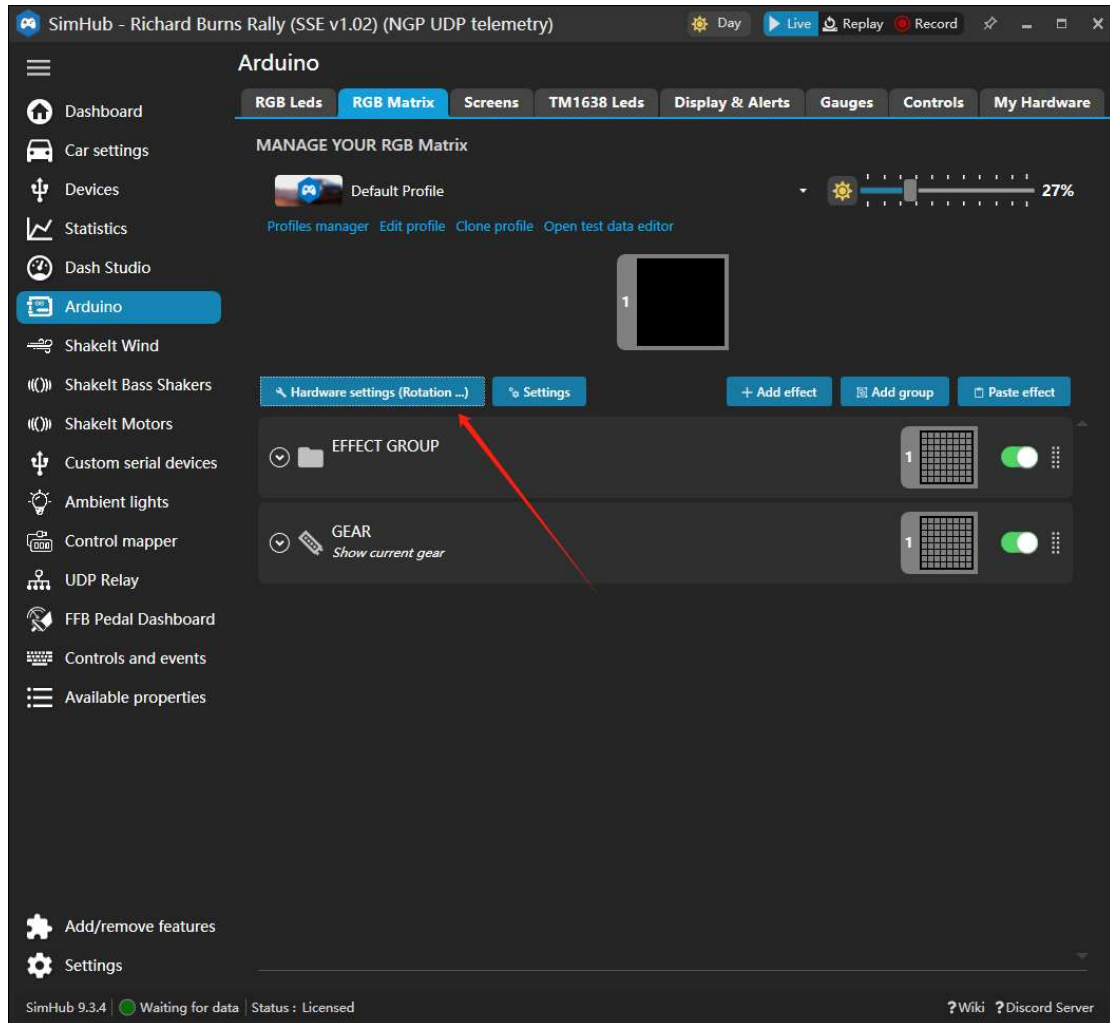 SimHub - Richard Burns Rally (SSE v1.02) (NGP UDP telemetry)
Day
Live
Replay
Record
Arduino
RGB Leds
RGB Matrix
Screens
TM1638 Leds
Display & Alerts
Gauges
Controls
My Hardware
MANAGE YOUR RGB Matrix
Default Profile
27%
Profiles manager Edit profile Clone profile Open test data editor
1
Hardware settings (Rotation ...)
Settings
+ Add effect
Add group
Paste effect
EFFECT GROUP
1
GEAR
Show current gear
1
Dashboard
Car settings
Devices
Statistics
Dash Studio
Arduino
ShakeIt Wind
ShakeIt Bass Shakers
ShakeIt Motors
Custom serial devices
Ambient lights
Control mapper
UDP Relay
FFB Pedal Dashboard
Controls and events
Available properties
Add/remove features
Settings
SimHub 9.3.4 | Waiting for data | Status : Licensed
? Wiki ? Discord Server